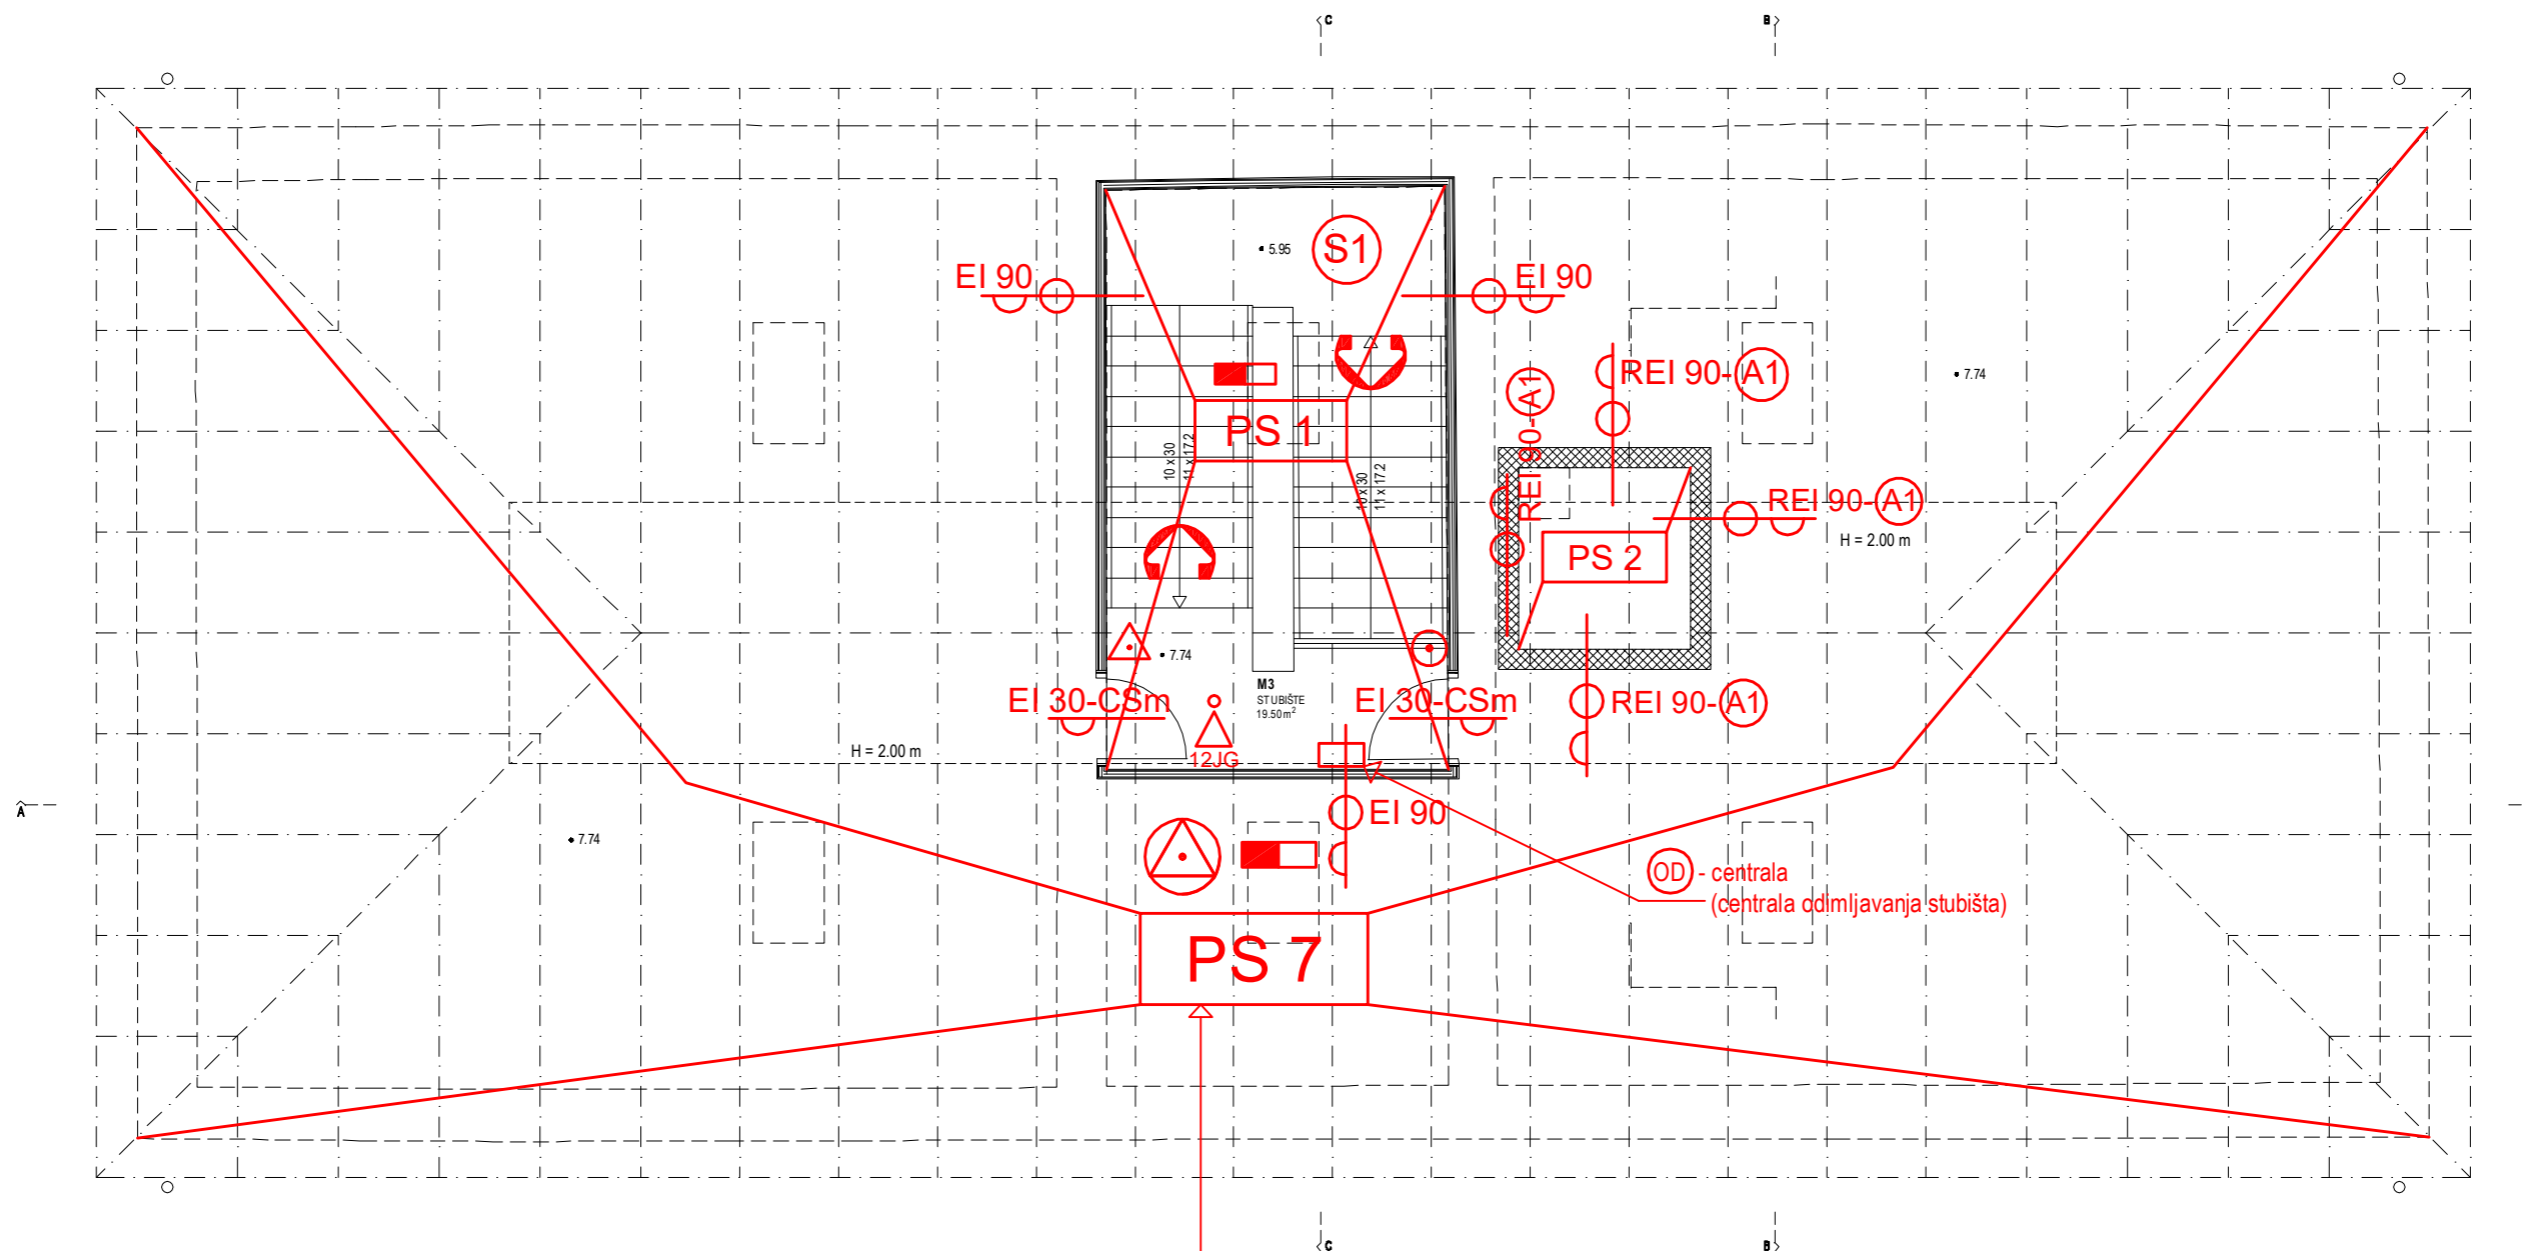 C
B
5.95
S1
EI 90
EI 90
REI 90-A1
REI 90-A1
7.74
PS 1
10 x 30
11 x 17.2
10 x 30
11 x 17.2
REI 90-A1
H = 2.00 m
PS 2
7.74
M3
STUBIŠTE
19.50m²
EI 30-CSm
EI 30-CSm
REI 90-A1
12JG
H = 2.00 m
A
EI 90
7.74
OD - centrala
(centrala odimljavanja stubišta)
PS 7
C
B